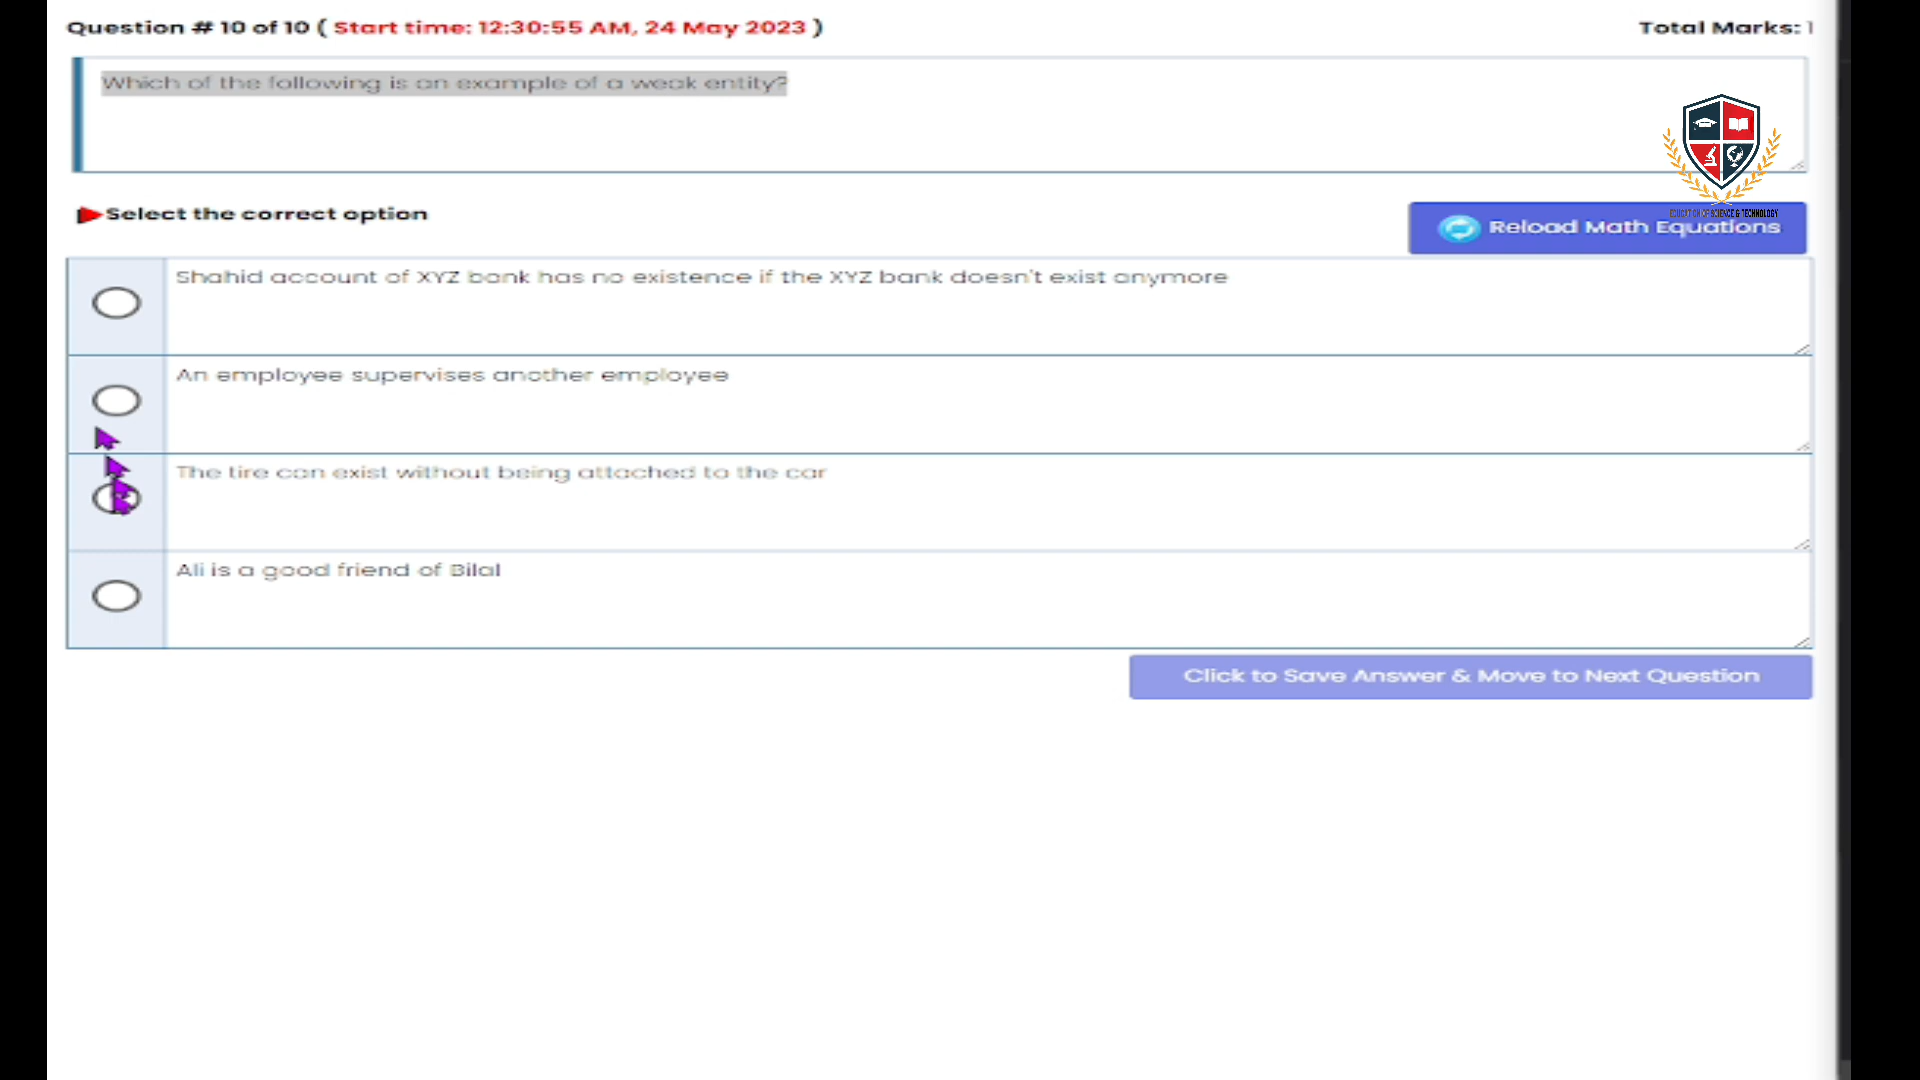 Question # 10 of 10 ( Start time: 12:30:55 AM, 24 May 2023 )
Total Marks: 1
Which of the following is an example of a weak entity?
EDUCATION OF SCIENCE & TECHNOLOGY
Select the correct option
Reload Math Equations
Shahid account of XYZ bank has no existence if the XYZ bank doesn't exist anymore
An employee supervises another employee
The tire can exist without being attached to the car
Ali is a good friend of Bilal
Click to Save Answer & Move to Next Question